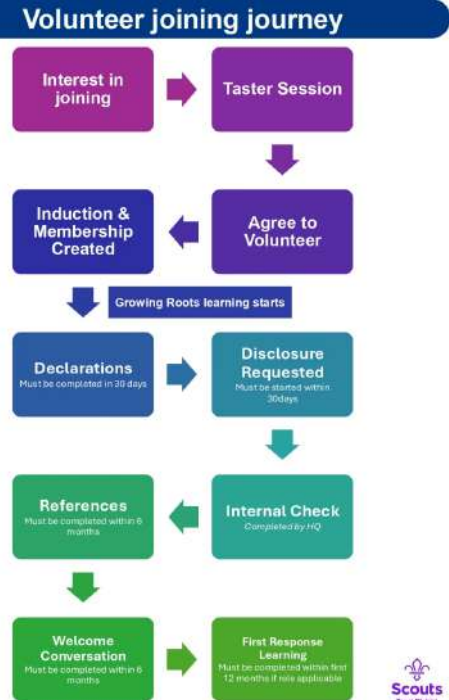 Volunteer joining journey
Interest in
joining
Taster Session
Agree to
Volunteer
Induction &
Membership
Created
Growing Roots learning starts
Declarations
Must be completed in 30 days
Disclosure
Requested
Must be started within
30days
Internal Check
Completed by HQ
References
Must be completed within 6
months
Welcome
Conversation
Must be completed within 6
months
First Response
Learning
Must be completed within first
12 months if role applicable
Scouts